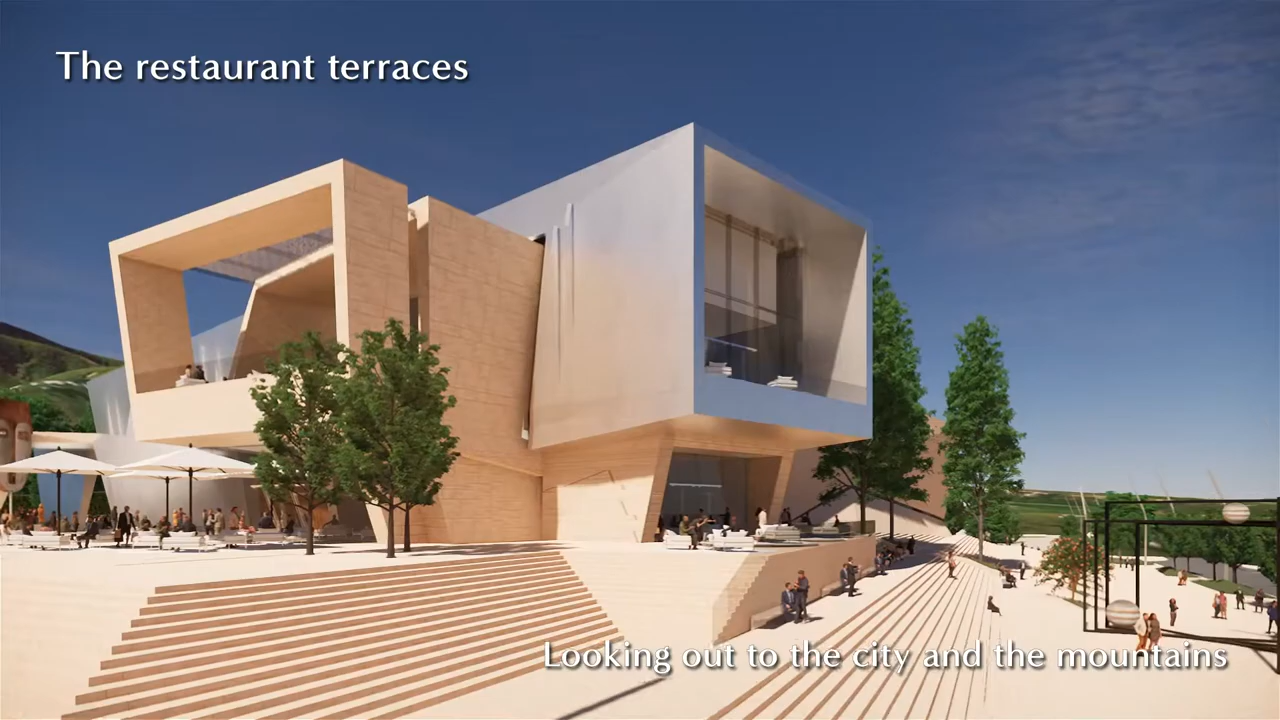 The restaurant terraces
Looking out to the city and the mountains